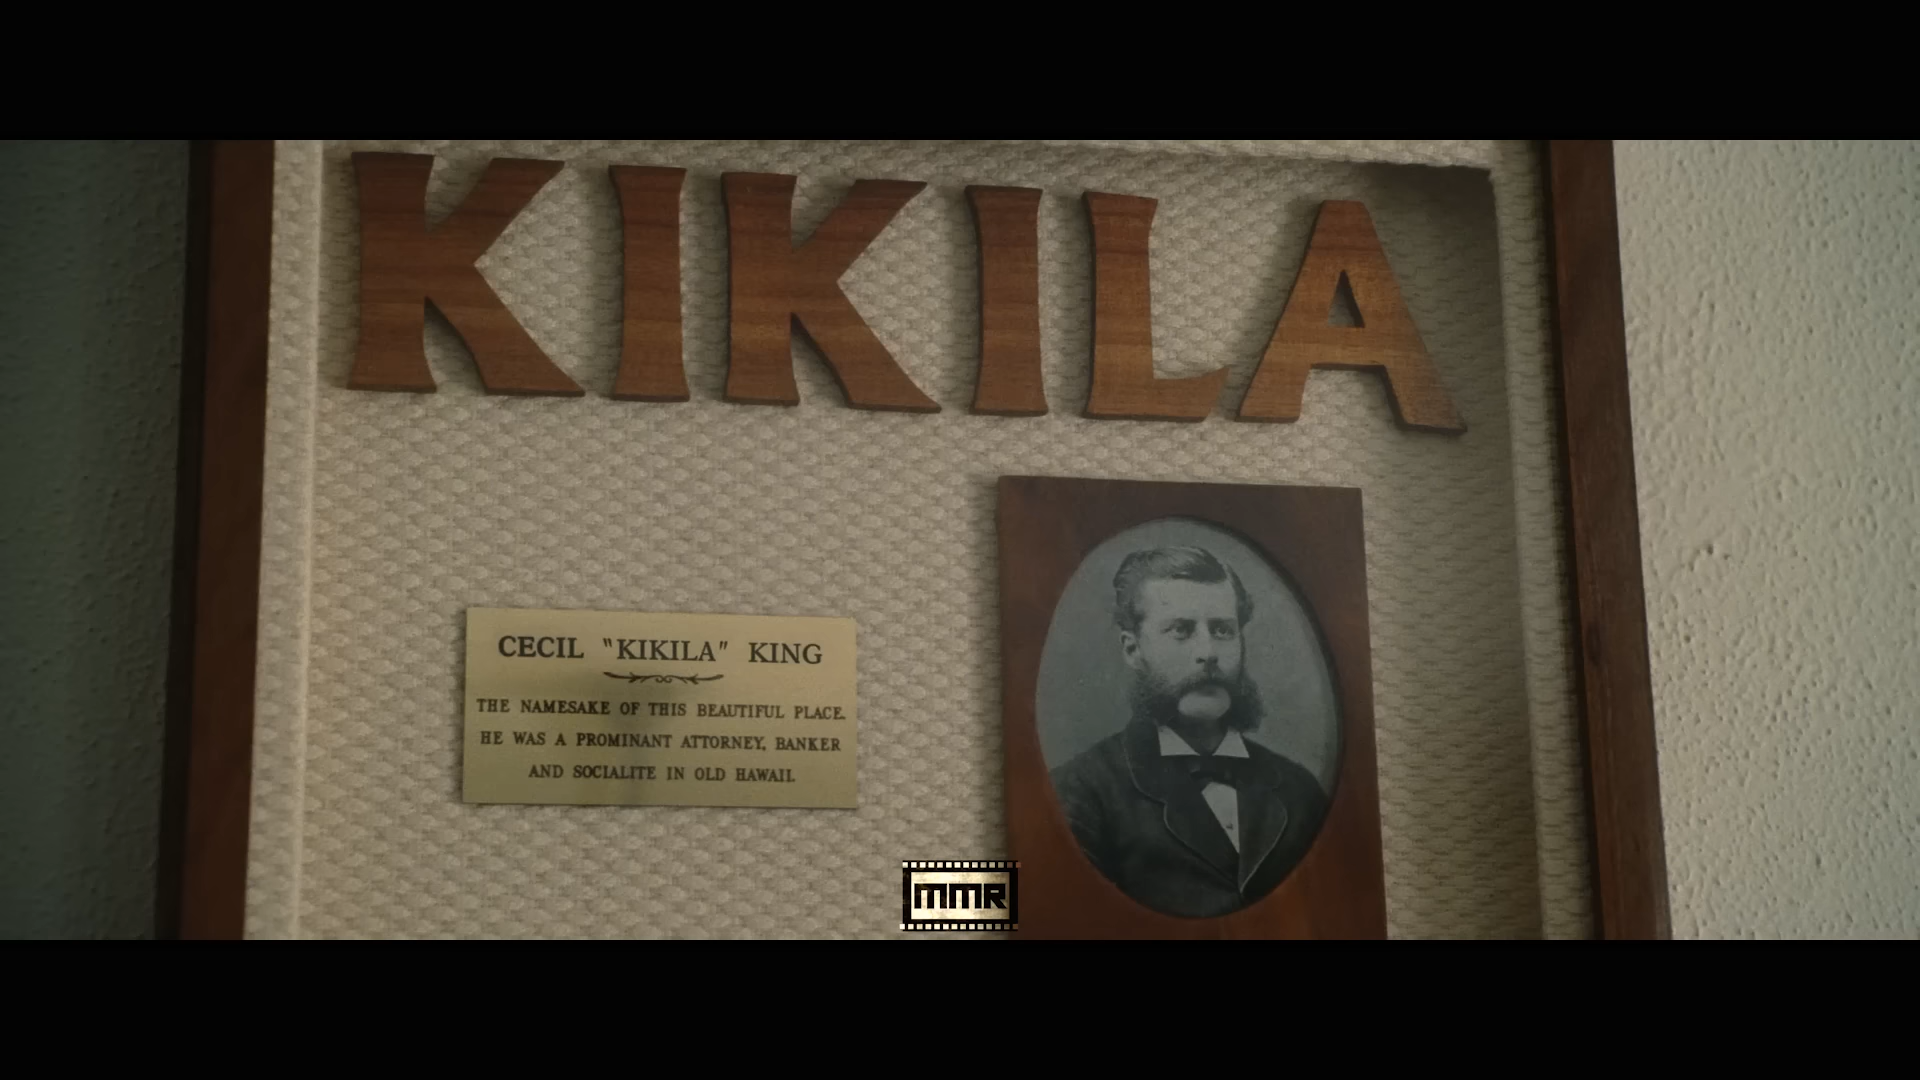 KIKILA
CECIL "KIKILA" KING
THE NAMESAKE OF THIS BEAUTIFUL PLACE.
HE WAS A PROMINANT ATTORNEY, BANKER
AND SOCIALITE IN OLD HAWAII.
MMR